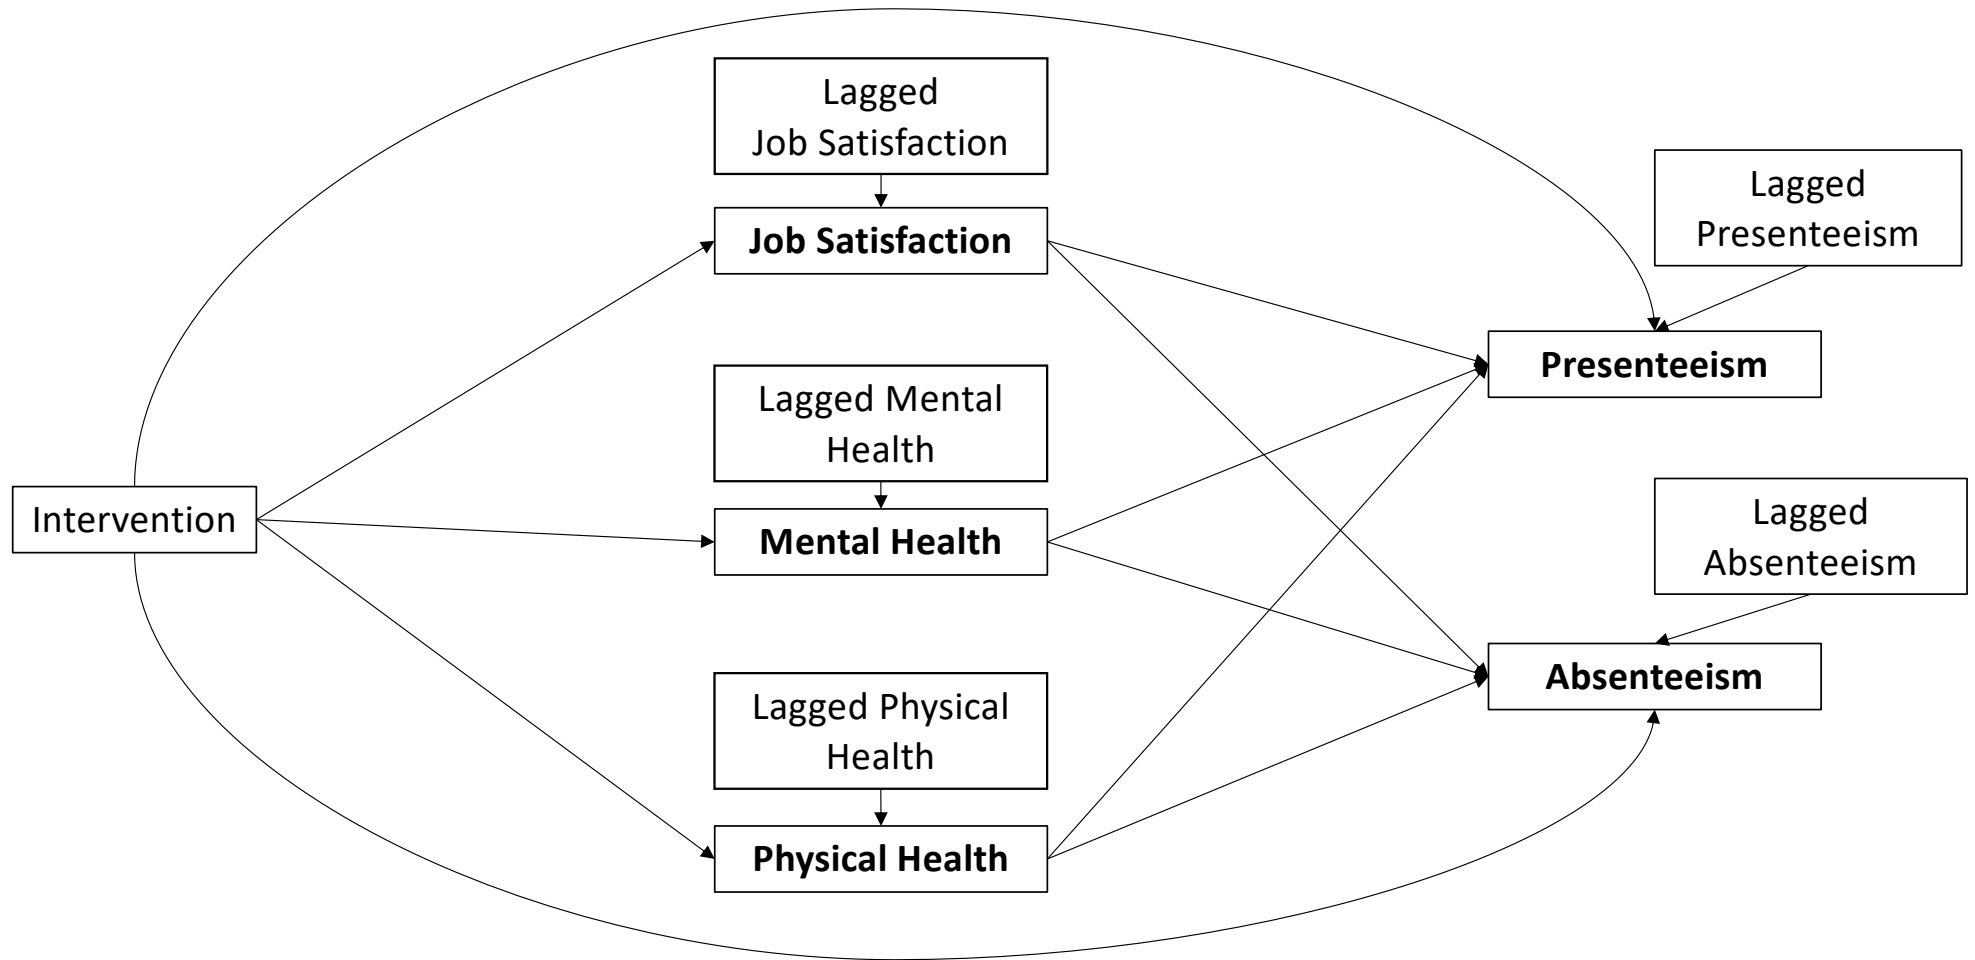 Lagged
Job Satisfaction
Job Satisfaction
Lagged
Presenteeism
Presenteeism
Lagged Mental
Health
Mental Health
Intervention
Lagged
Absenteeism
Absenteeism
Lagged Physical
Health
Physical Health